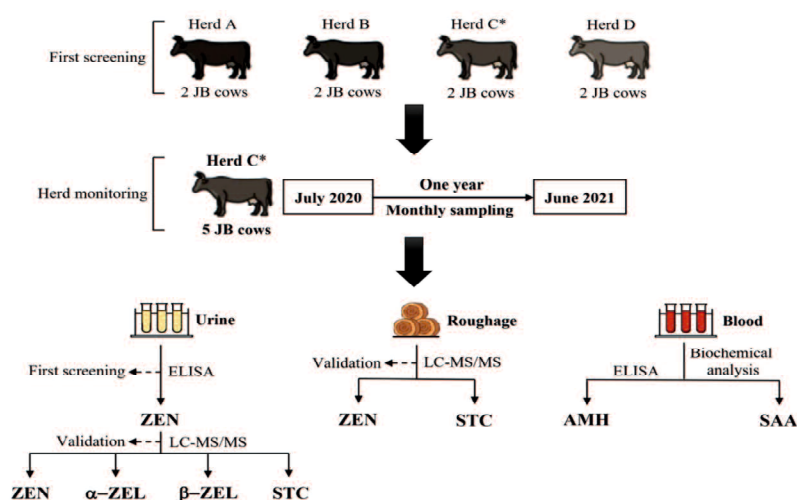 Herd A Herd B Herd C* Herd D
First screening
2 JB cows 2 JB cows 2 JB cows 2 JB cows
Herd C*
Herd monitoring
July 2020 One year June 2021
Monthly sampling
5 JB cows
Urine Roughage Blood
First screening ELISA Validation LC-MS/MS ELISA Biochemical analysis
ZEN ZEN STC AMH SAA
Validation LC-MS/MS
ZEN α-ZEL β-ZEL STC